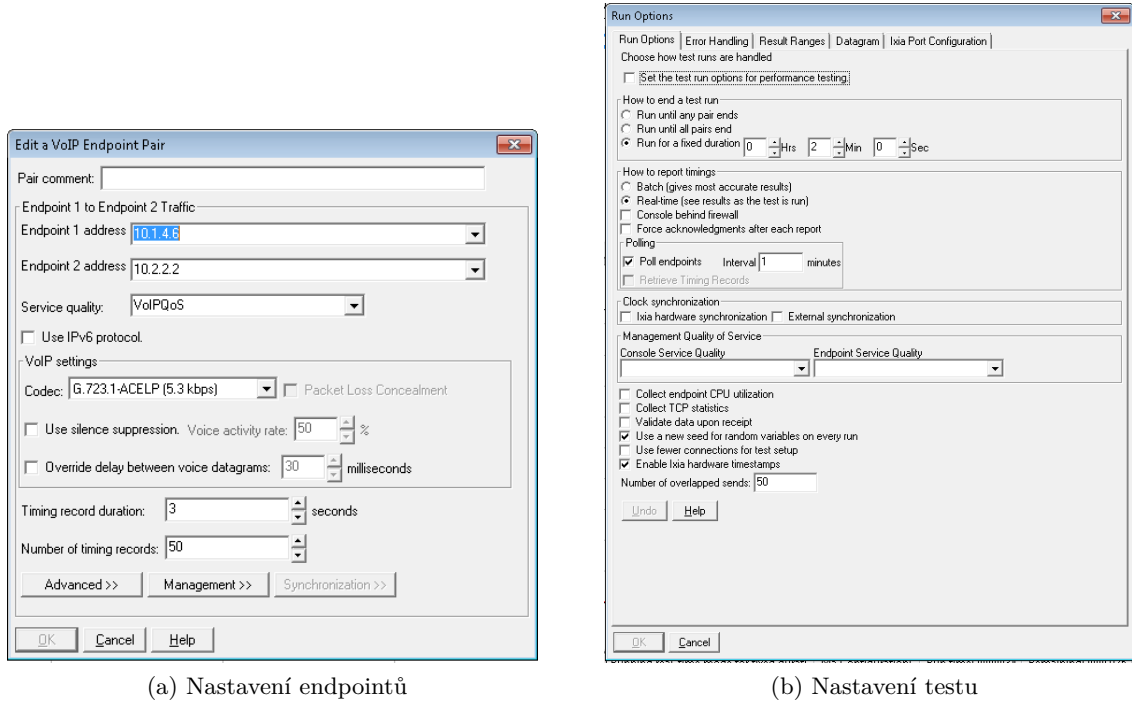 Edit a VoIP Endpoint Pair
Pair comment:
Endpoint 1 to Endpoint 2 Traffic
Endpoint 1 address 10.1.4.6
Endpoint 2 address 10.2.2.2
Service quality: VoIPQoS
Use IPv6 protocol.
VoIP settings
Codec: G.723.1-ACELP (5.3 kbps) Packet Loss Concealment
Use silence suppression. Voice activity rate: 50 %
Override delay between voice datagrams: 30 milliseconds
Timing record duration: 3 seconds
Number of timing records: 50
Advanced >> Management >> Synchronization >>
OK Cancel Help
(a) Nastavení endpointů
Run Options
Run Options Error Handling Result Ranges Datagram Ixia Port Configuration
Choose how test runs are handled
Set the test run options for performance testing.
How to end a test run
Run until any pair ends
Run until all pairs end
Run for a fixed duration 0 Hrs 2 Min 0 Sec
How to report timings
Batch (gives most accurate results)
Real-time (see results as the test is run)
Console behind firewall
Force acknowledgments after each report
Polling
Poll endpoints Interval 1 minutes
Retrieve Timing Records
Clock synchronization
Ixia hardware synchronization External synchronization
Management Quality of Service
Console Service Quality Endpoint Service Quality
Collect endpoint CPU utilization
Collect TCP statistics
Validate data upon receipt
Use a new seed for random variables on every run
Use fewer connections for test setup
Enable Ixia hardware timestamps
Number of overlapped sends: 50
Undo Help
OK Cancel
(b) Nastavení testu